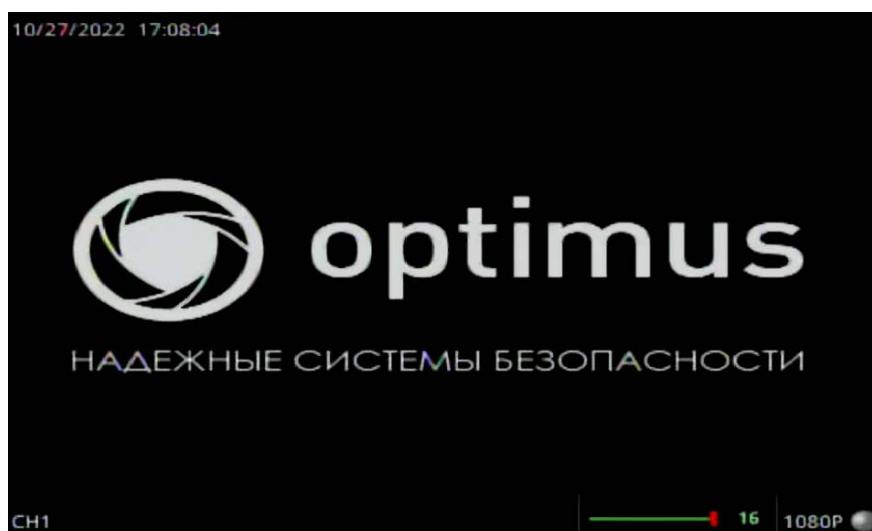 10/27/2022 17:08:04
optimus
НАДЕЖНЫЕ СИСТЕМЫ БЕЗОПАСНОСТИ
CH1
16
1080P